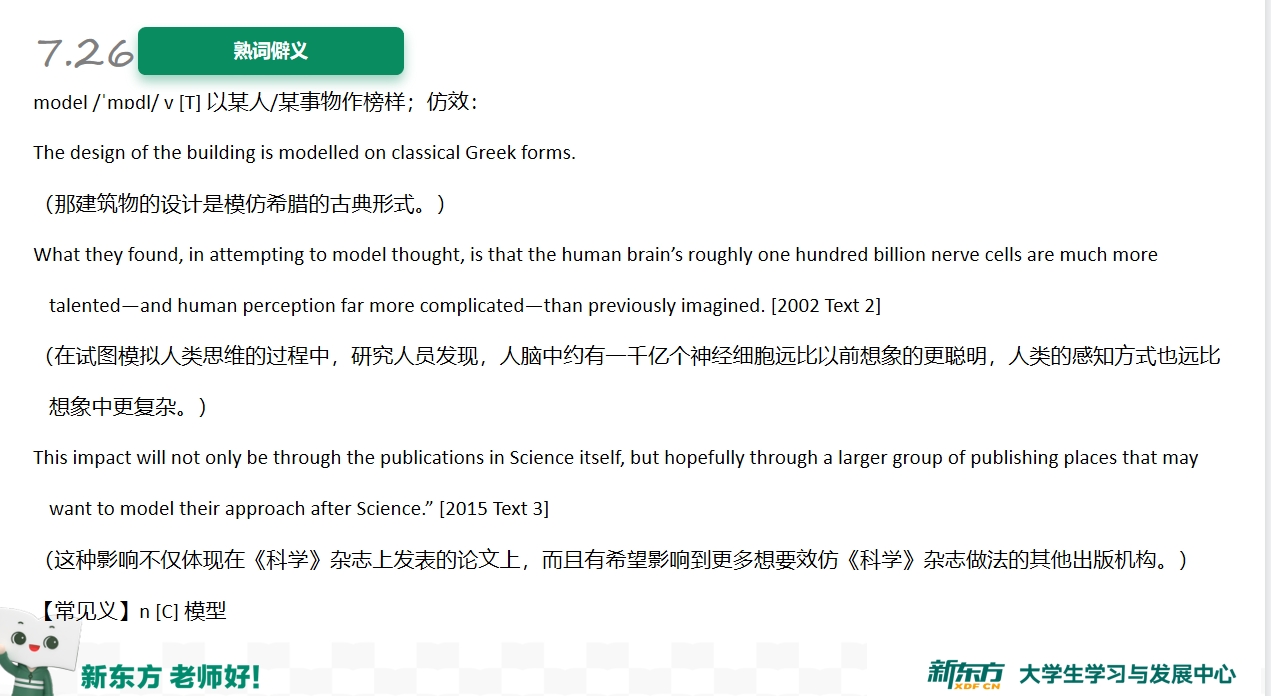 7.26 熟词僻义
model /ˈmɒdl/ v [T] 以某人/某事物作榜样；仿效：
The design of the building is modelled on classical Greek forms.
（那建筑物的设计是模仿希腊的古典形式。）
What they found, in attempting to model thought, is that the human brain’s roughly one hundred billion nerve cells are much more
talented—and human perception far more complicated—than previously imagined. [2002 Text 2]
（在试图模拟人类思维的过程中，研究人员发现，人脑中约有一千亿个神经细胞远比以前想象的更聪明，人类的感知方式也远比
想象中更复杂。）
This impact will not only be through the publications in Science itself, but hopefully through a larger group of publishing places that may
want to model their approach after Science.” [2015 Text 3]
（这种影响不仅体现在《科学》杂志上发表的论文上，而且有希望影响到更多想要效仿《科学》杂志做法的其他出版机构。）
【常见义】n [C] 模型
新东方 老师好！
新东方 XDF.CN 大学生学习与发展中心